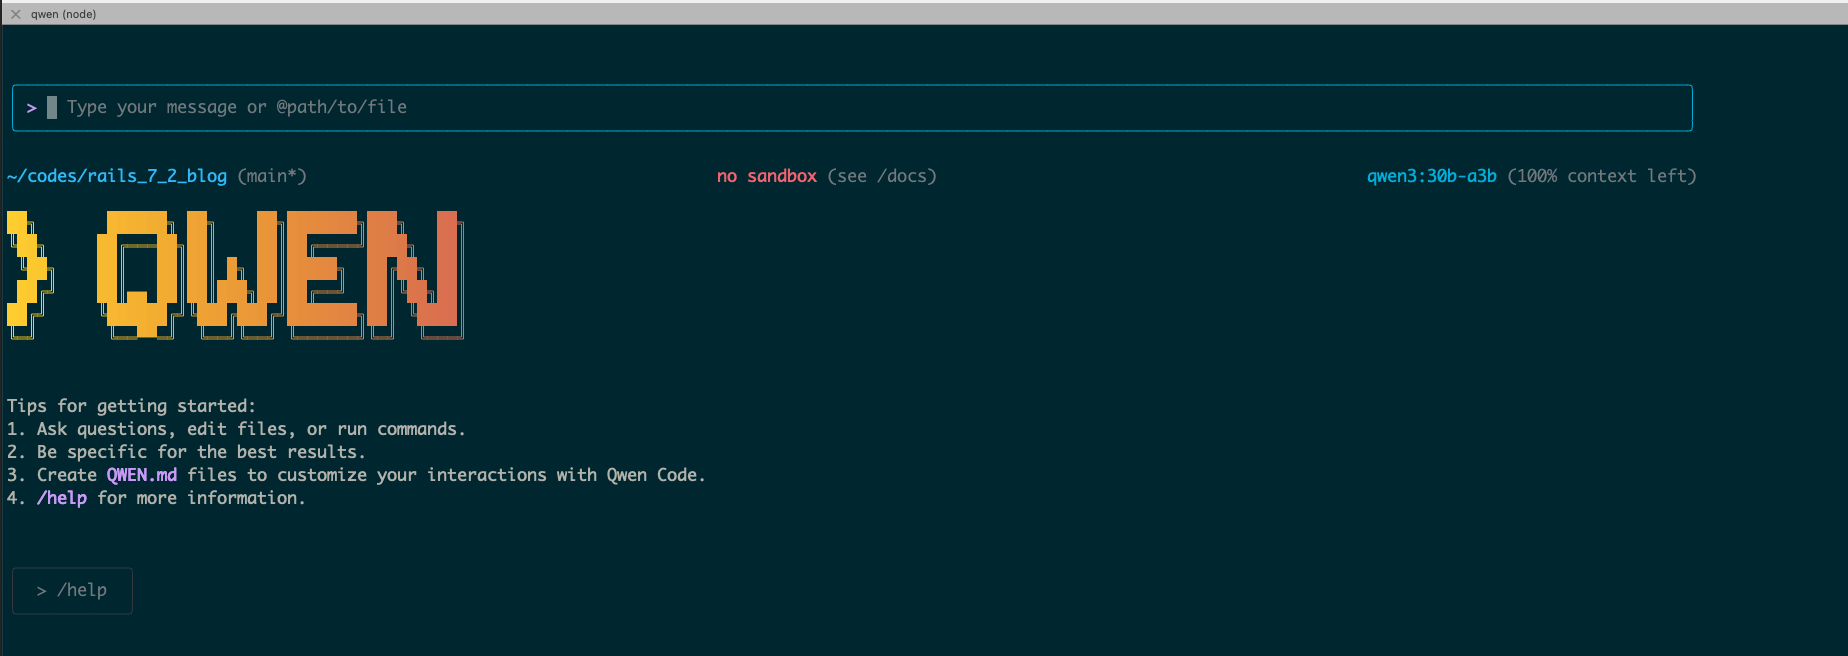 qwen (node)
> Type your message or @path/to/file
~/codes/rails_7_2_blog (main*) no sandbox (see /docs) qwen3:30b-a3b (100% context left)
> QWEN
Tips for getting started:
1. Ask questions, edit files, or run commands.
2. Be specific for the best results.
3. Create QWEN.md files to customize your interactions with Qwen Code.
4. /help for more information.
> /help